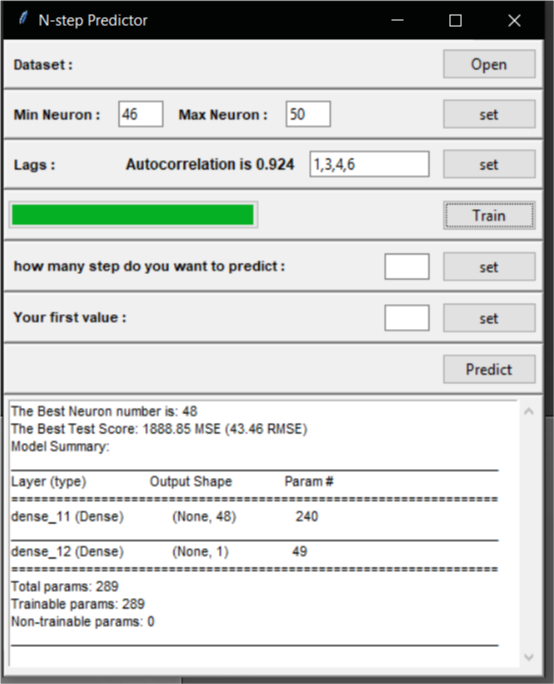 N-step Predictor
Dataset : Open
Min Neuron : 46 Max Neuron : 50 set
Lags : Autocorrelation is 0.924 1,3,4,6 set
Train
how many step do you want to predict : set
Your first value : set
Predict
The Best Neuron number is: 48
The Best Test Score: 1888.85 MSE (43.46 RMSE)
Model Summary:
Layer (type) Output Shape Param #
dense_11 (Dense) (None, 48) 240
dense_12 (Dense) (None, 1) 49
Total params: 289
Trainable params: 289
Non-trainable params: 0